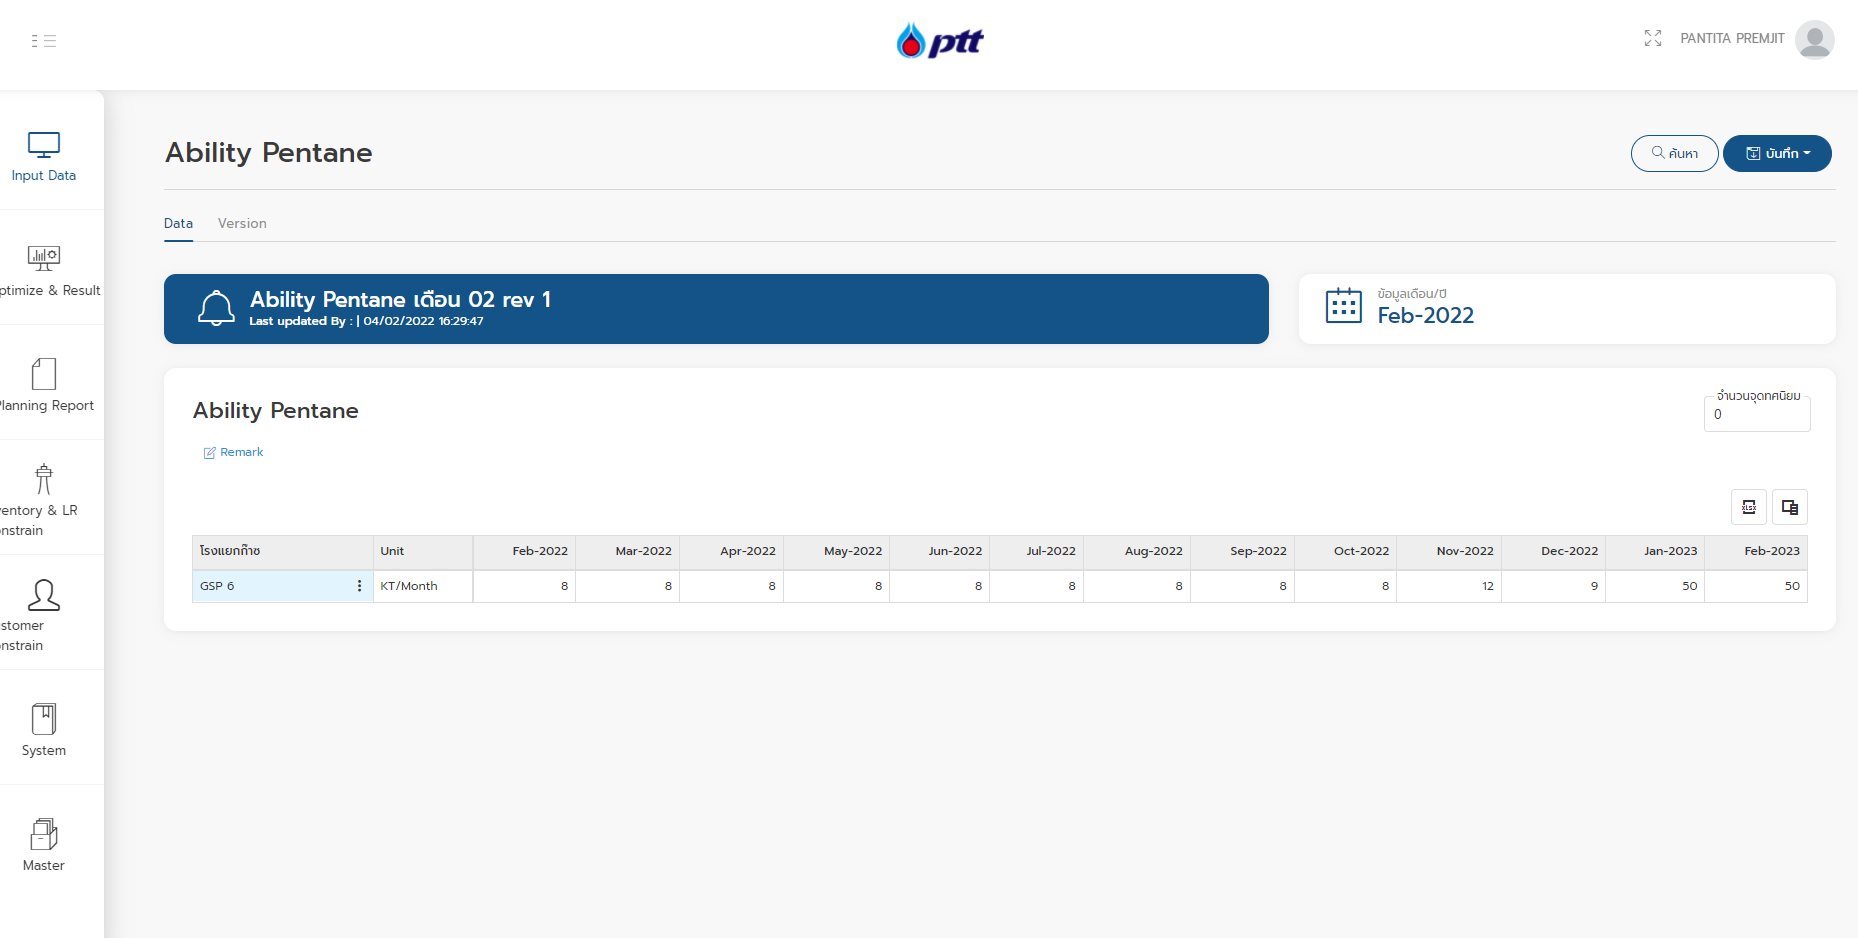 ptt
PANTITA PREMJIT
Input Data
ptimize & Result
Planning Report
ventory & LR
nstrain
stomer
nstrain
System
Master
Ability Pentane
ค้นหา
บันทึก
Data
Version
Ability Pentane เดือน 02 rev 1
Last updated By : | 04/02/2022 16:29:47
ข้อมูลเดือน/ปี
Feb-2022
Ability Pentane
จำนวนจุดทศนิยม
0
Remark
XLSX
โรงแยกก๊าซ Unit Feb-2022 Mar-2022 Apr-2022 May-2022 Jun-2022 Jul-2022 Aug-2022 Sep-2022 Oct-2022 Nov-2022 Dec-2022 Jan-2023 Feb-2023
GSP 6 KT/Month 8 8 8 8 8 8 8 8 8 12 9 50 50